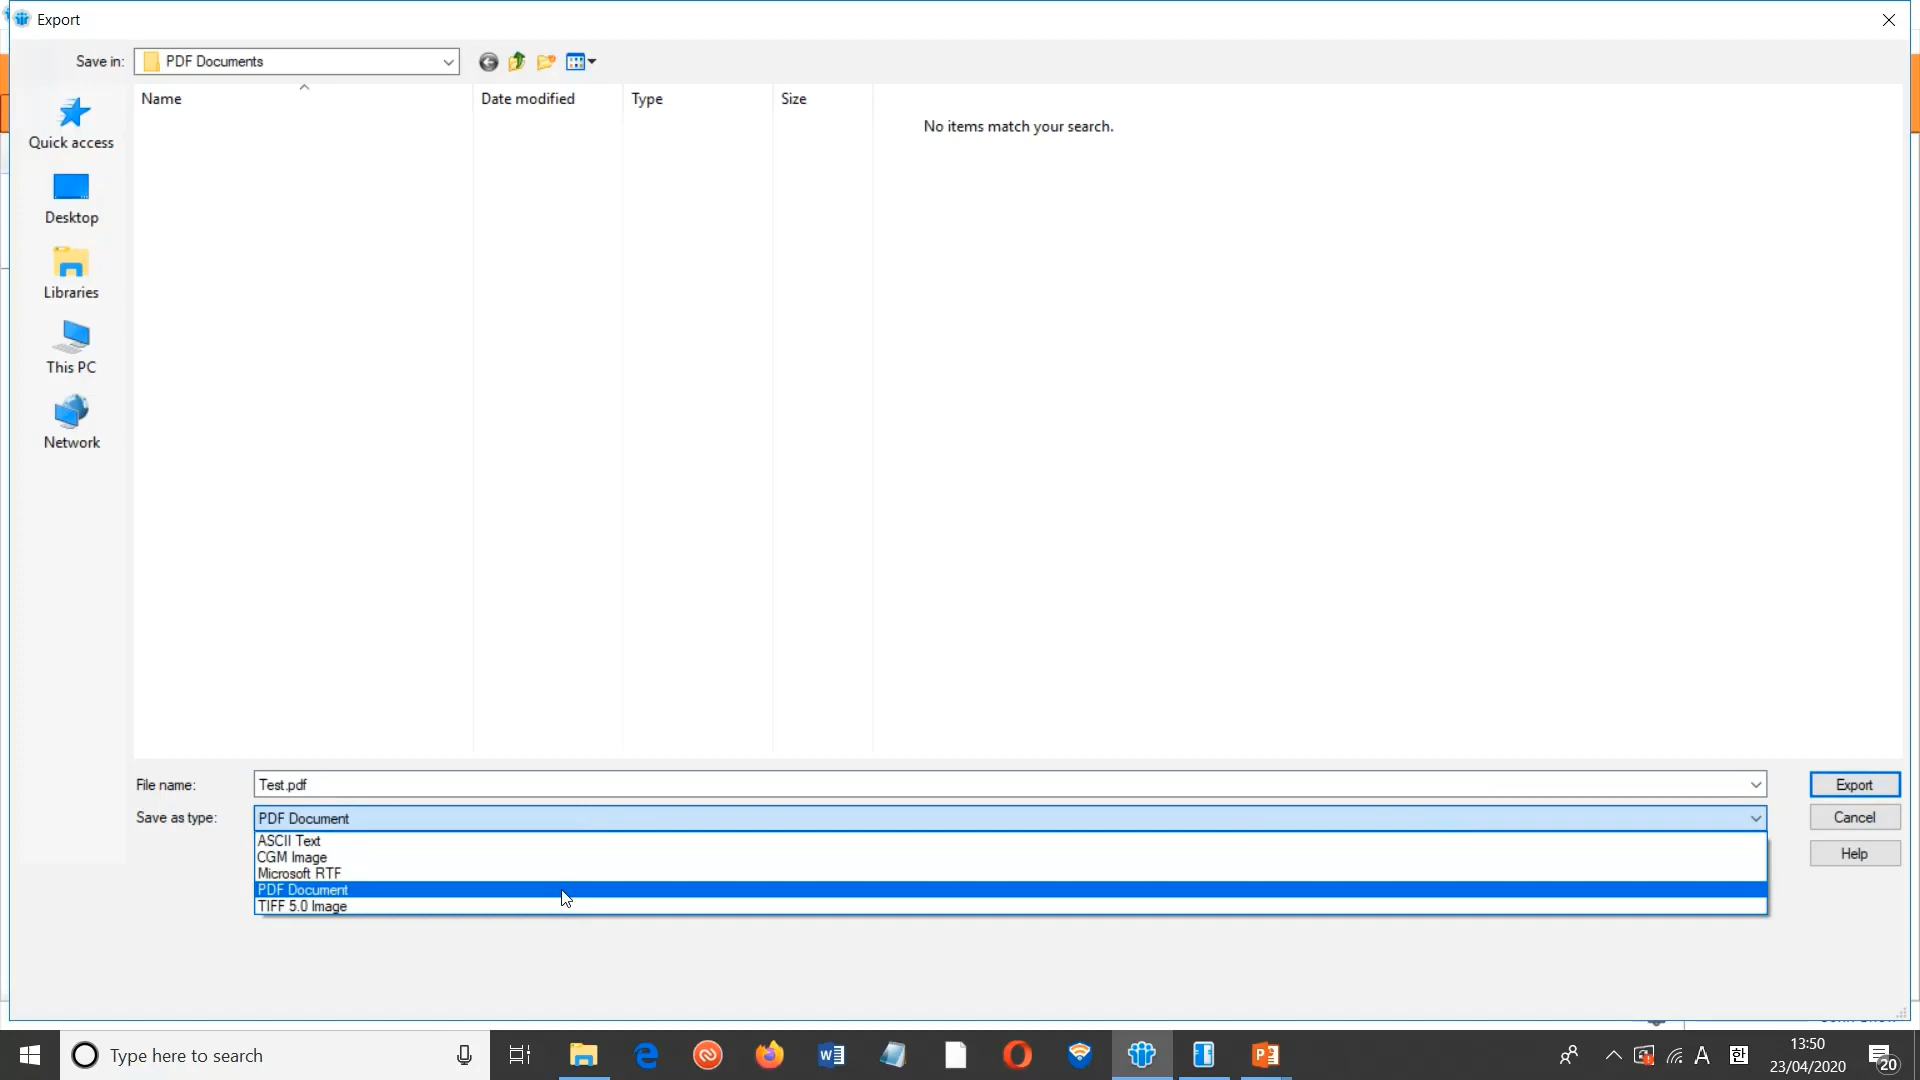 Export
Save in: PDF Documents
Name Date modified Type Size
No items match your search.
Quick access
Desktop
Libraries
This PC
Network
File name: Test.pdf
Export
Save as type: PDF Document
Cancel
ASCII Text
CGM Image
Microsoft RTF
PDF Document
TIFF 5.0 Image
Help
Type here to search
A
한
13:50
23/04/2020
20